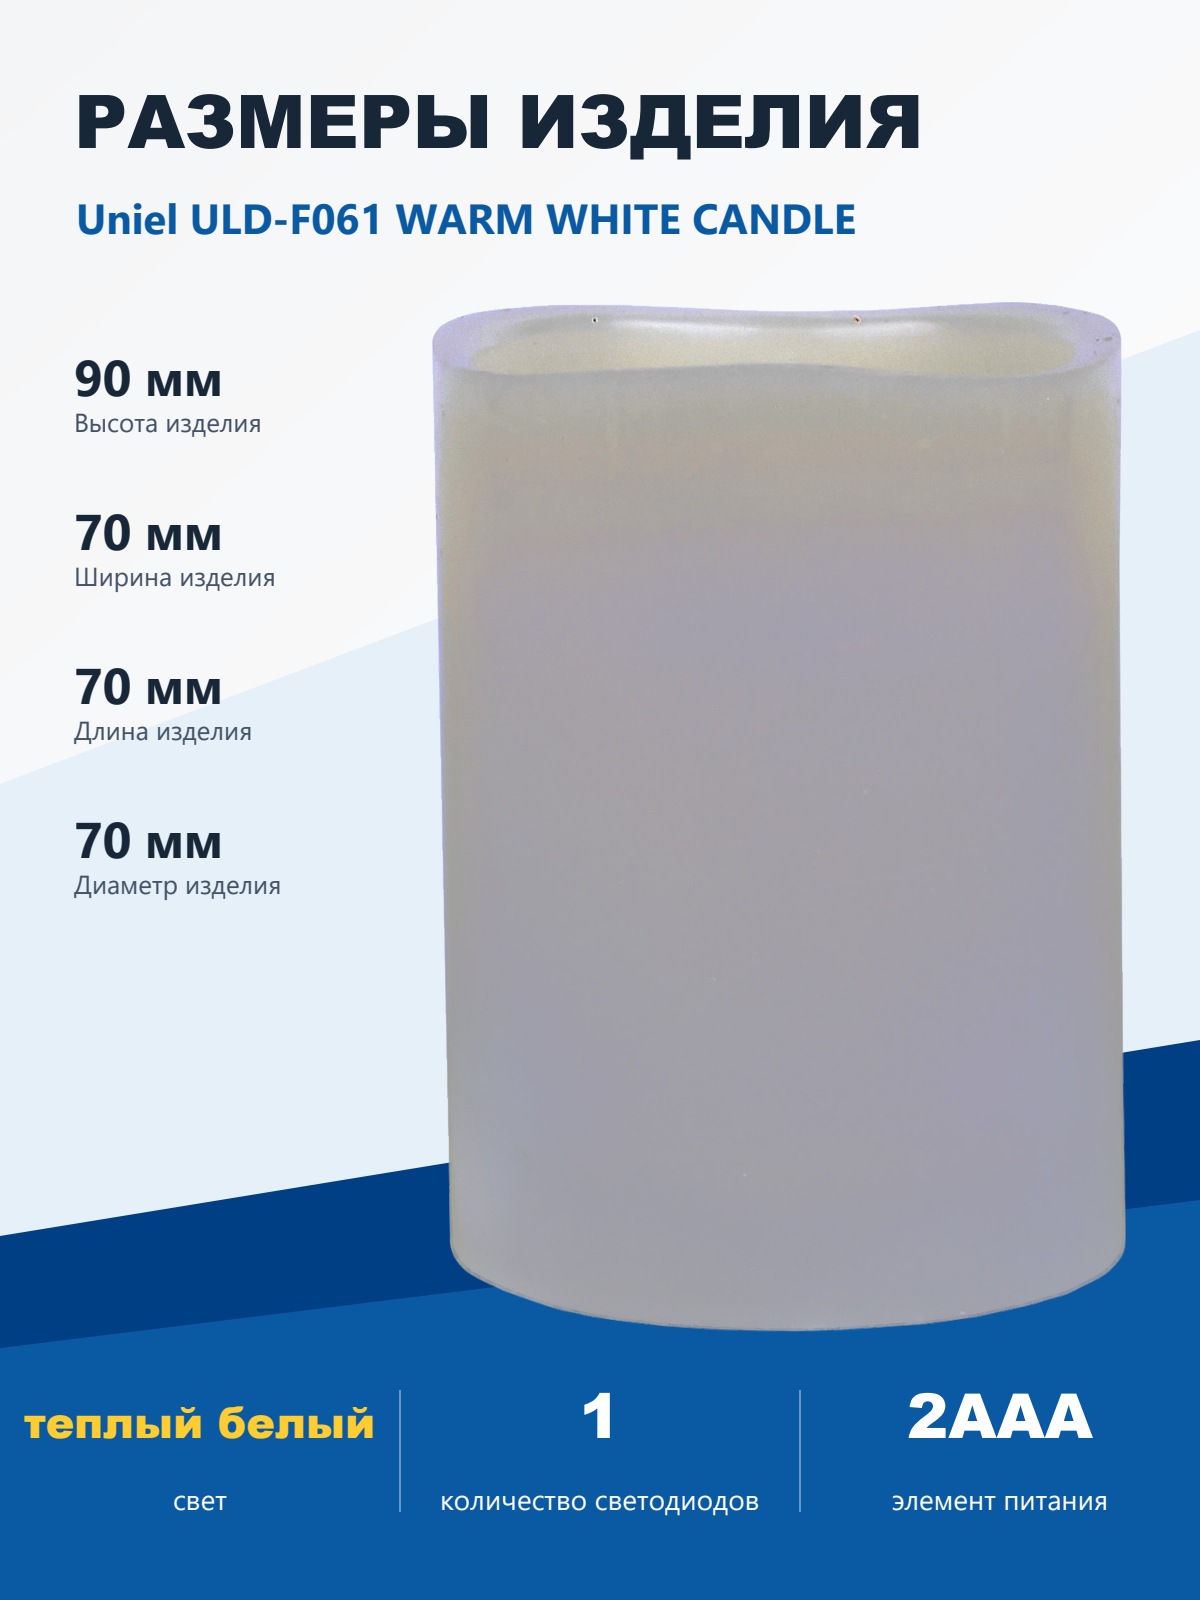 РАЗМЕРЫ ИЗДЕЛИЯ
Uniel ULD-F061 WARM WHITE CANDLE
90 мм
Высота изделия
70 мм
Ширина изделия
70 мм
Длина изделия
70 мм
Диаметр изделия
теплый белый
свет
1
количество светодиодов
2AAA
элемент питания